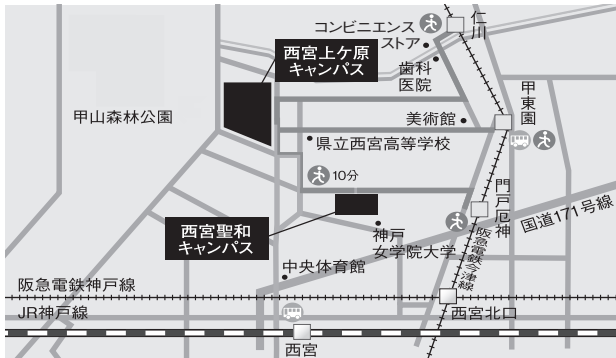 コンビニエンス
ストア
仁川
西宮上ケ原
キャンパス
歯科
医院
甲東園
甲山森林公園
美術館
県立西宮高等学校
10分
門戸厄神
国道171号線
西宮聖和
キャンパス
神戸
女学院大学
阪急電鉄今津線
中央体育館
阪急電鉄神戸線
西宮北口
JR神戸線
西宮